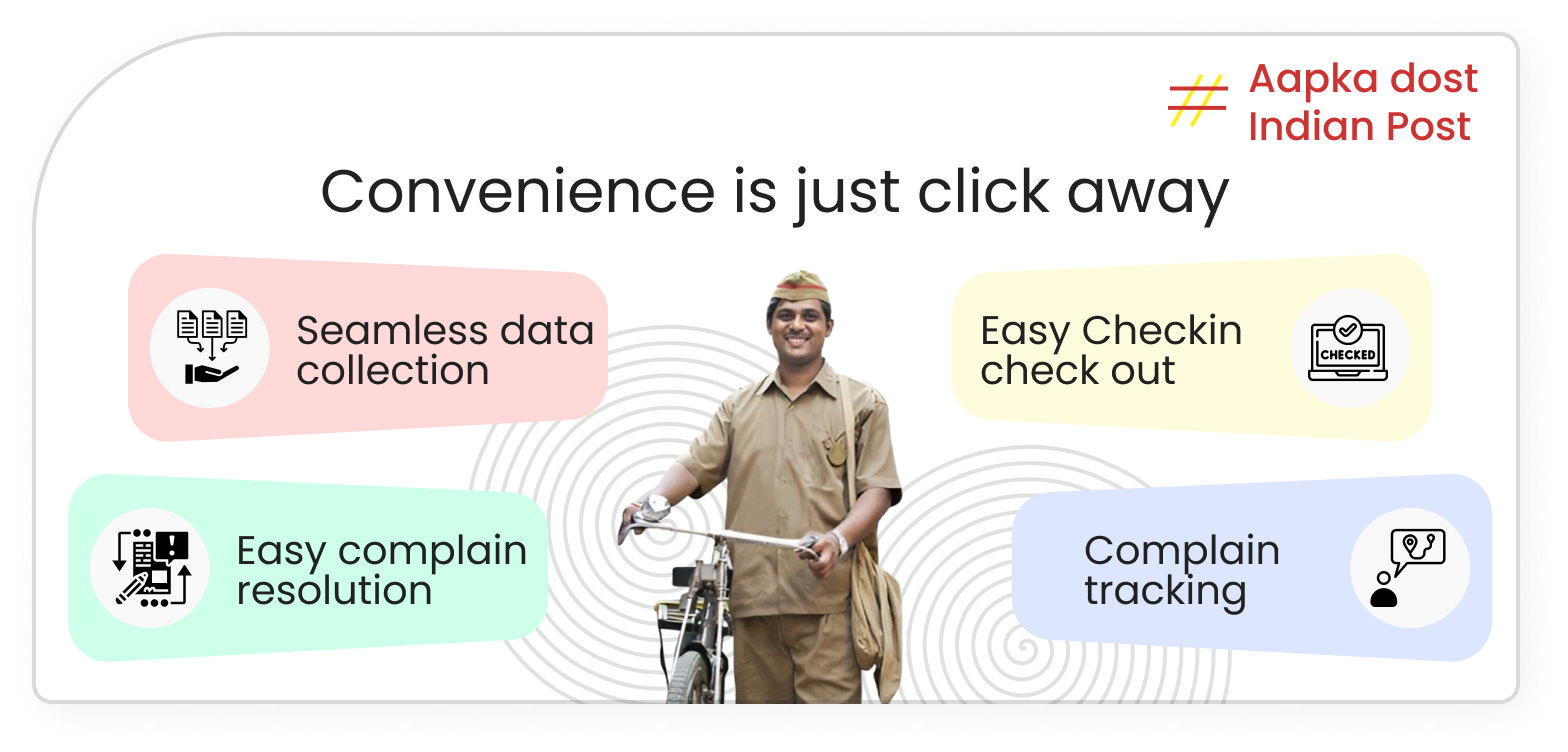 Aapka dost
Indian Post
Convenience is just click away
Seamless data
collection
Easy Checkin
check out
CHECKED
Easy complain
resolution
Complain
tracking